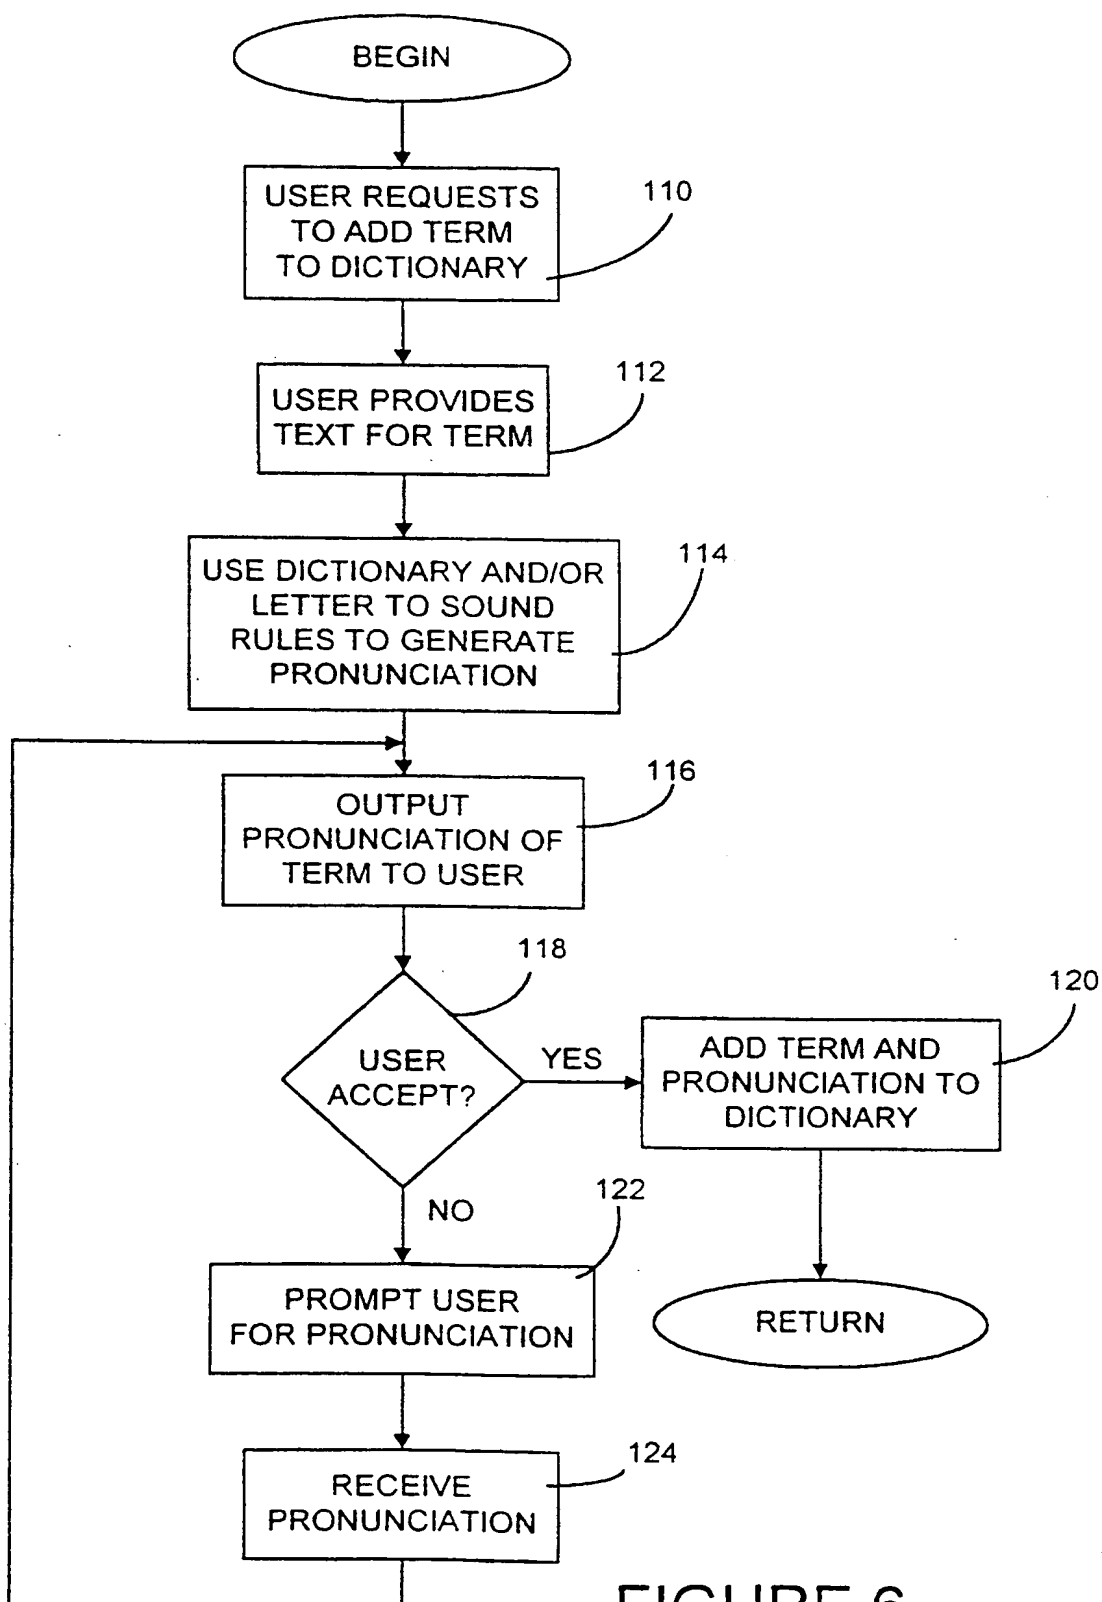 BEGIN
USER REQUESTS
TO ADD TERM
TO DICTIONARY
110
USER PROVIDES
TEXT FOR TERM
112
USE DICTIONARY AND/OR
LETTER TO SOUND
RULES TO GENERATE
PRONUNCIATION
114
OUTPUT
PRONUNCIATION OF
TERM TO USER
116
USER
ACCEPT?
118
YES
ADD TERM AND
PRONUNCIATION TO
DICTIONARY
120
NO
RETURN
PROMPT USER
FOR PRONUNCIATION
122
RECEIVE
PRONUNCIATION
124
FIGURE 6